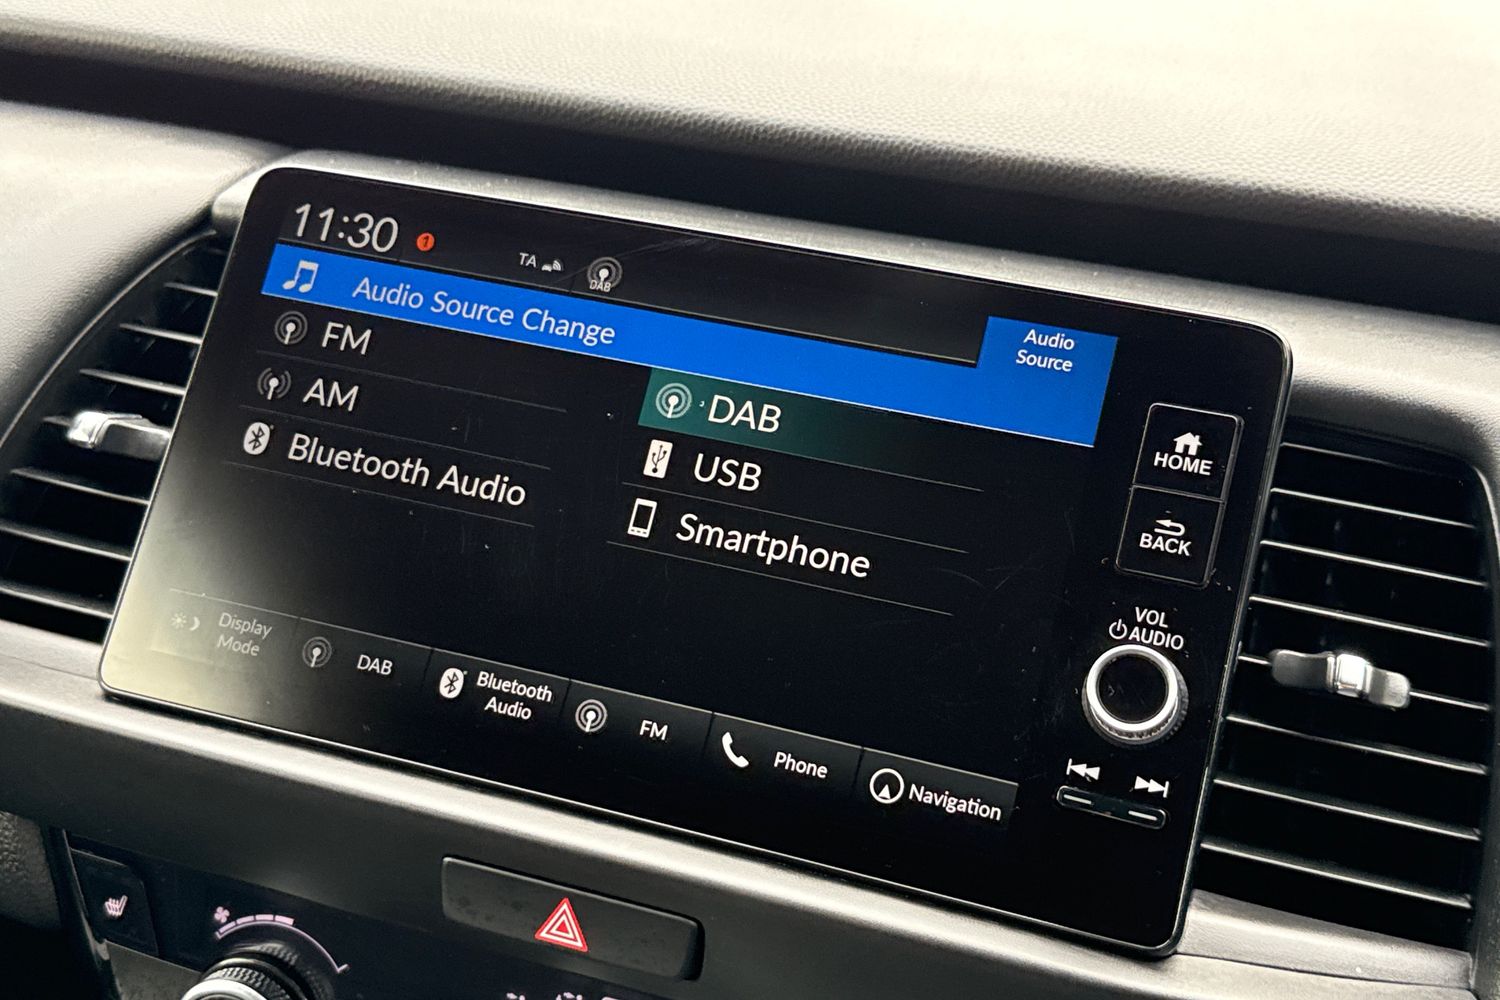 11:30
1
TA
DAB
Audio Source Change
Audio
Source
FM
AM
Bluetooth Audio
DAB
USB
Smartphone
HOME
BACK
VOL
AUDIO
Display
Mode
DAB
Bluetooth
Audio
FM
Phone
Navigation